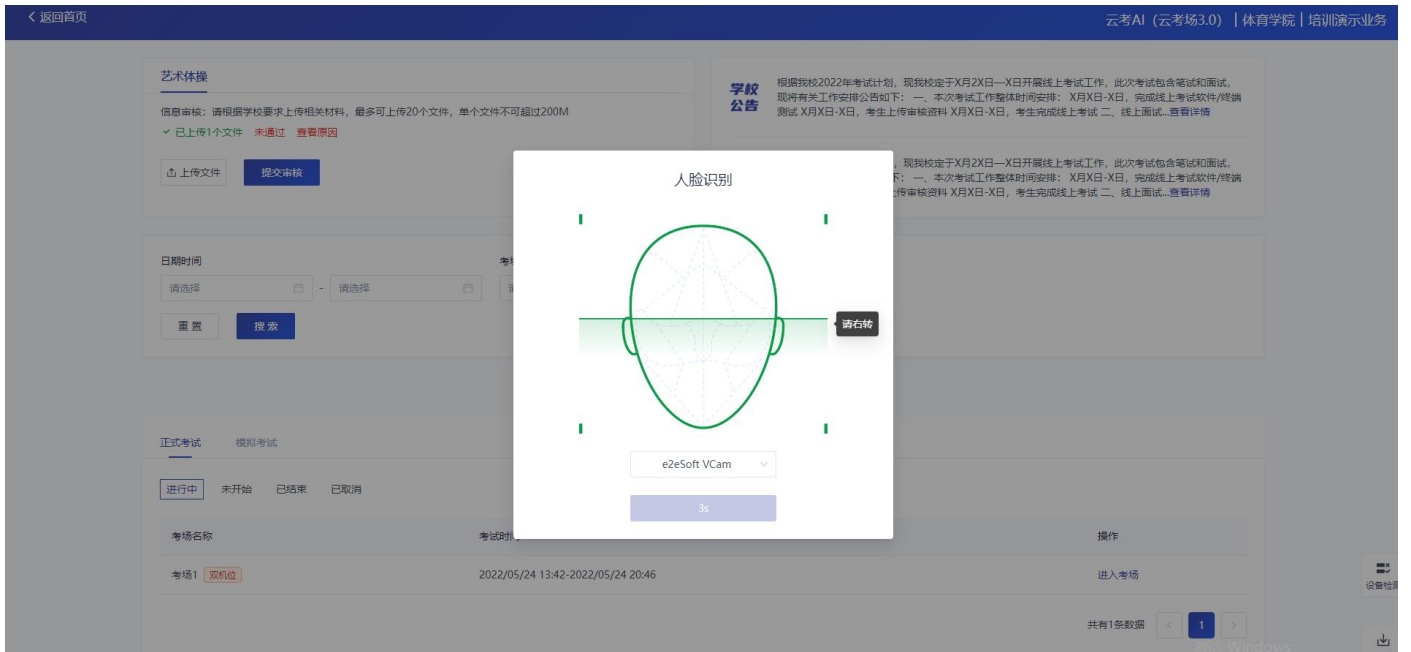 返回首页
云考AI（云考场3.0） | 体育学院 | 培训演示业务
艺术体操
信息审核：请根据学校要求上传相关材料，最多可上传20个文件，单个文件不可超过200M
已上传1个文件 未通过 查看原因
上传文件 提交审核
学校
公告
根据我校2022年考试计划，现我校定于X月2X日—X日开展线上考试工作，此次考试包含笔试和面试，
现将有关工作安排公告如下： 一、本次考试工作整体时间安排： X月X日-X日，完成线上考试软件/终端
测试 X月X日-X日，考生上传审核资料 X月X日-X日，考生完成线上考试 二、线上面试...查看详情
，现我校定于X月2X日—X日开展线上考试工作，此次考试包含笔试和面试，
下： 一、本次考试工作整体时间安排： X月X日-X日，完成线上考试软件/终端
上传审核资料 X月X日-X日，考生完成线上考试 二、线上面试...查看详情
人脸识别
请右转
e2eSoft VCam
3s
日期时间
请选择 - 请选择
重置 搜索
正式考试 模拟考试
进行中 未开始 已结束 已取消
考场名称 考试时 操作
考场1 双机位 2022/05/24 13:42-2022/05/24 20:46 进入考场
共有1条数据 < 1 >
设备检测